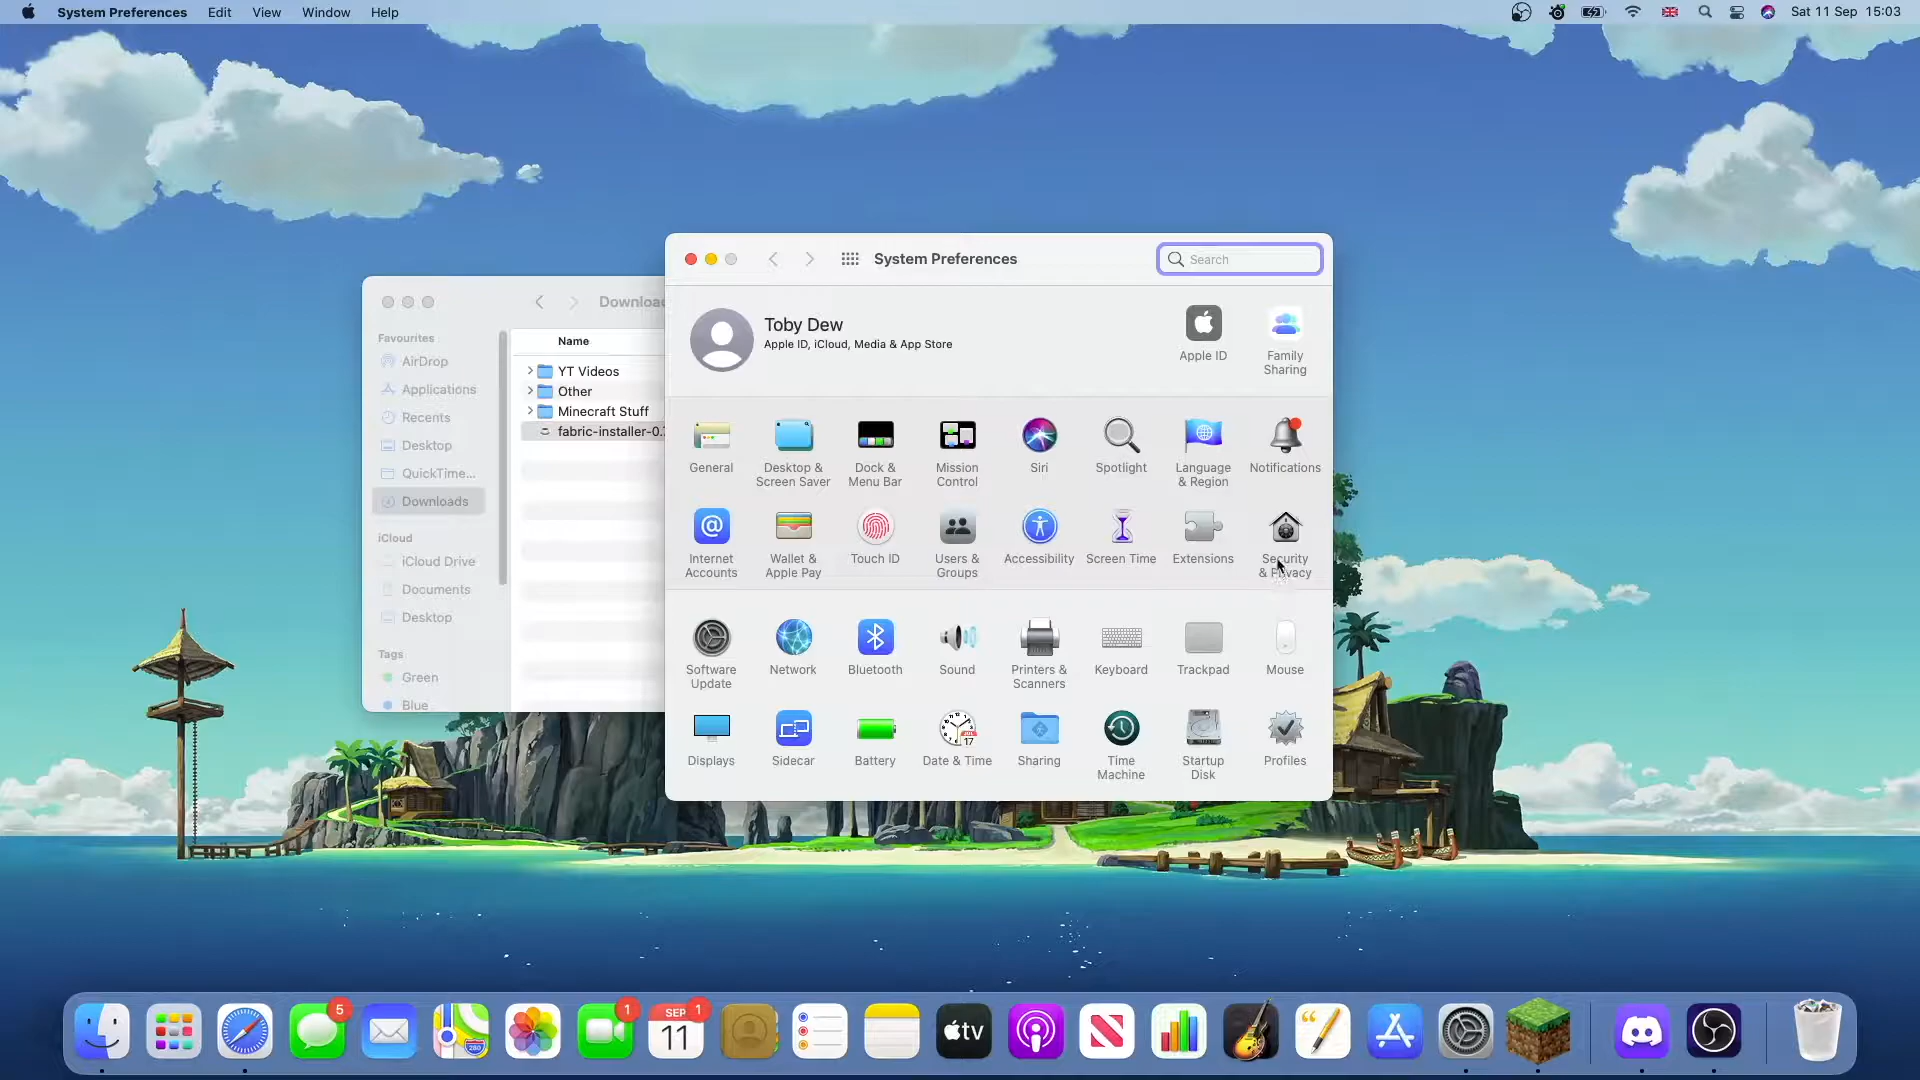 System Preferences Edit View Window Help
Sat 11 Sep 15:03
System Preferences
Search
Toby Dew
Apple ID, iCloud, Media & App Store
Apple ID
Family
Sharing
General
Desktop &
Screen Saver
Dock &
Menu Bar
Mission
Control
Siri
Spotlight
Language
& Region
Notifications
Internet
Accounts
Wallet &
Apple Pay
Touch ID
Users &
Groups
Accessibility
Screen Time
Extensions
Security
& Privacy
Software
Update
Network
Bluetooth
Sound
Printers &
Scanners
Keyboard
Trackpad
Mouse
Displays
Sidecar
Battery
Date & Time
Sharing
Time
Machine
Startup
Disk
Profiles
Favourites
AirDrop
Applications
Recents
Desktop
QuickTime...
Downloads
iCloud
iCloud Drive
Documents
Desktop
Tags
Green
Blue
Name
YT Videos
Other
Minecraft Stuff
fabric-installer-0.
5
280
1
SEP 1
11
tv